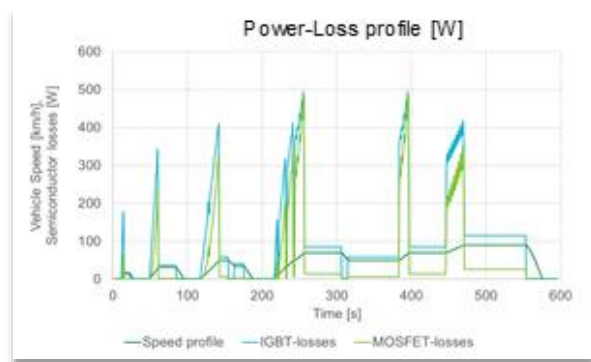 Power-Loss profile [W]
Vehicle Speed [km/h],
Semiconductor losses [W]
600
500
400
300
200
100
0
0 100 200 300 400 500 600
Time [s]
Speed profile IGBT-losses MOSFET-losses